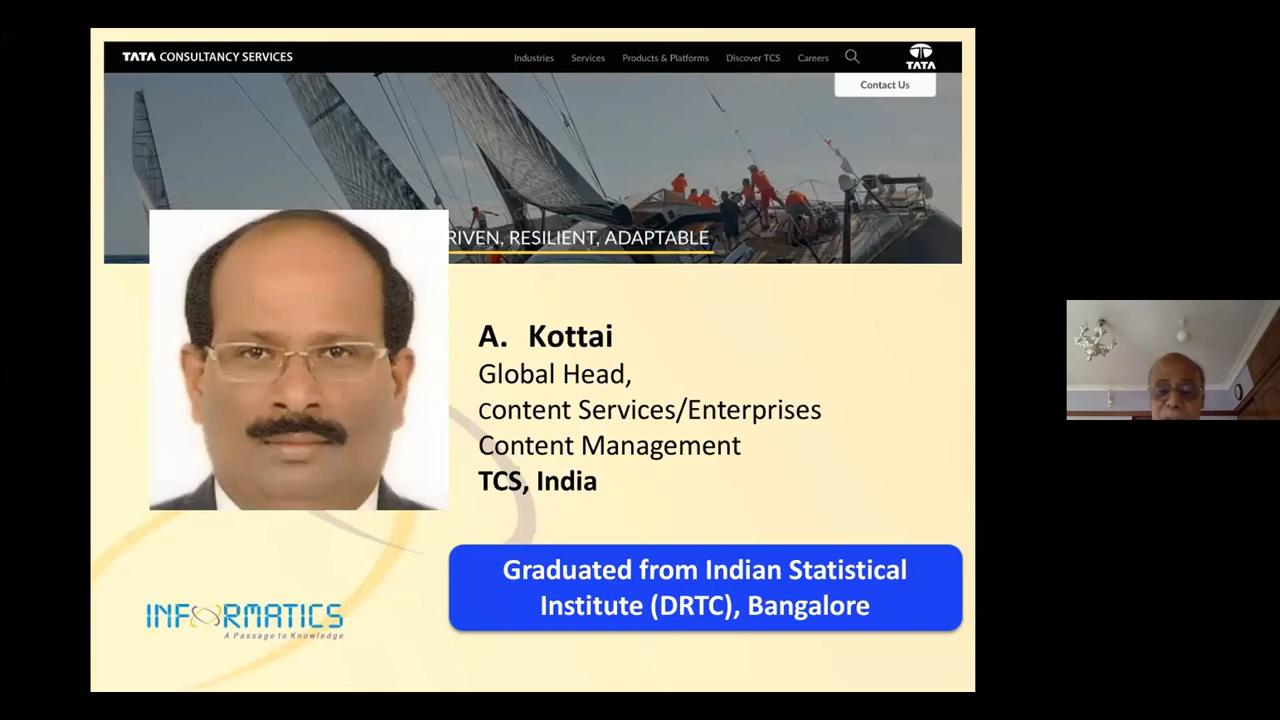 TATA CONSULTANCY SERVICES
Industries Services Products & Platforms Discover TCS Careers
TATA
Contact Us
RIVEN, RESILIENT, ADAPTABLE
A. Kottai
Global Head,
Content Services/Enterprises
Content Management
TCS, India
Graduated from Indian Statistical
Institute (DRTC), Bangalore
INFORMATICS
A Passage to Knowledge